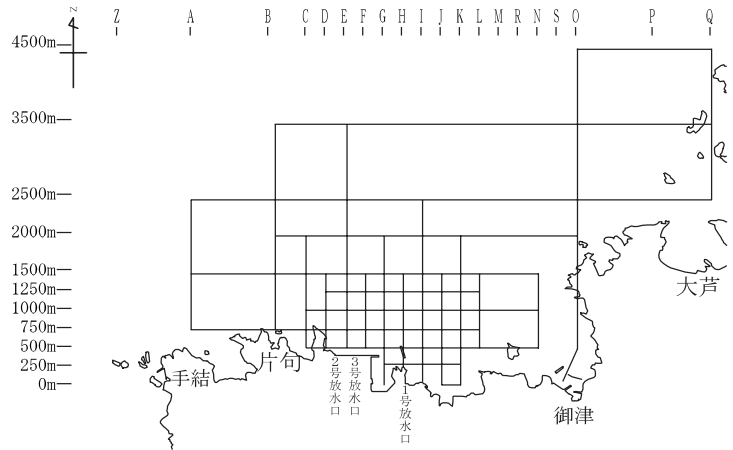 Z A B C D E F G H I J K L M R N S O P Q
N
4500m
3500m
2500m
2000m
1500m
1250m
1000m
750m
500m
250m
0m
大芦
片句
手結
御津
2号放水口
3号放水口
1号放水口